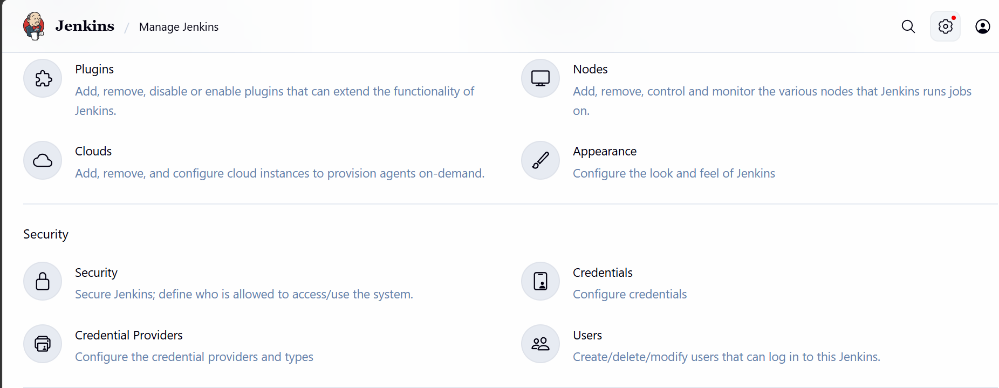 Jenkins / Manage Jenkins
Plugins
Add, remove, disable or enable plugins that can extend the functionality of
Jenkins.
Nodes
Add, remove, control and monitor the various nodes that Jenkins runs jobs
on.
Clouds
Add, remove, and configure cloud instances to provision agents on-demand.
Appearance
Configure the look and feel of Jenkins
Security
Security
Secure Jenkins; define who is allowed to access/use the system.
Credentials
Configure credentials
Credential Providers
Configure the credential providers and types
Users
Create/delete/modify users that can log in to this Jenkins.